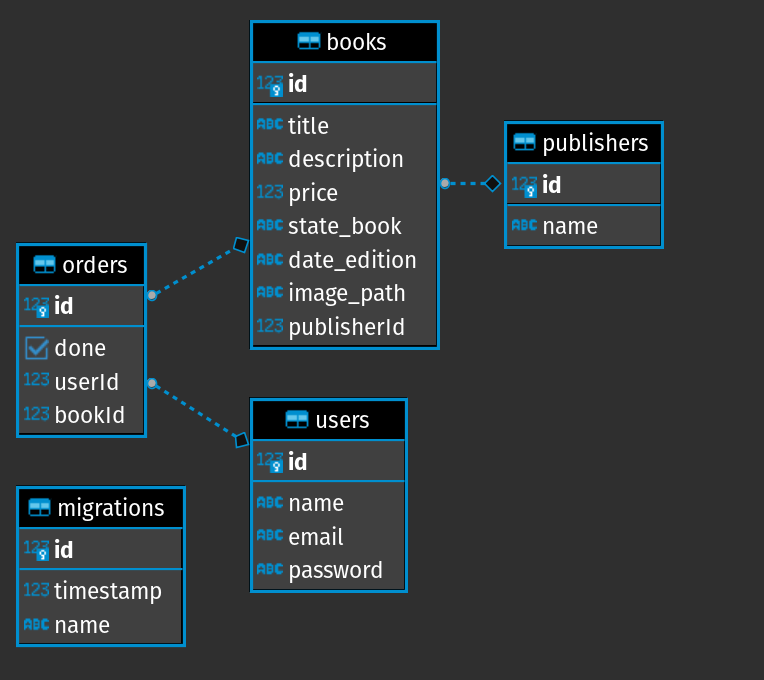 books
123 id
ABC title
ABC description
123 price
ABC state_book
ABC date_edition
ABC image_path
123 publisherId
publishers
123 id
ABC name
orders
123 id
done
123 userId
123 bookId
users
123 id
ABC name
ABC email
ABC password
migrations
123 id
123 timestamp
ABC name